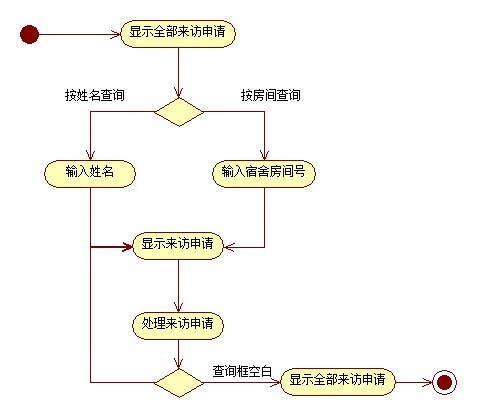 显示全部来访申请
按姓名查询
按房间查询
输入姓名
输入宿舍房间号
显示来访申请
处理来访申请
查询框空白
显示全部来访申请